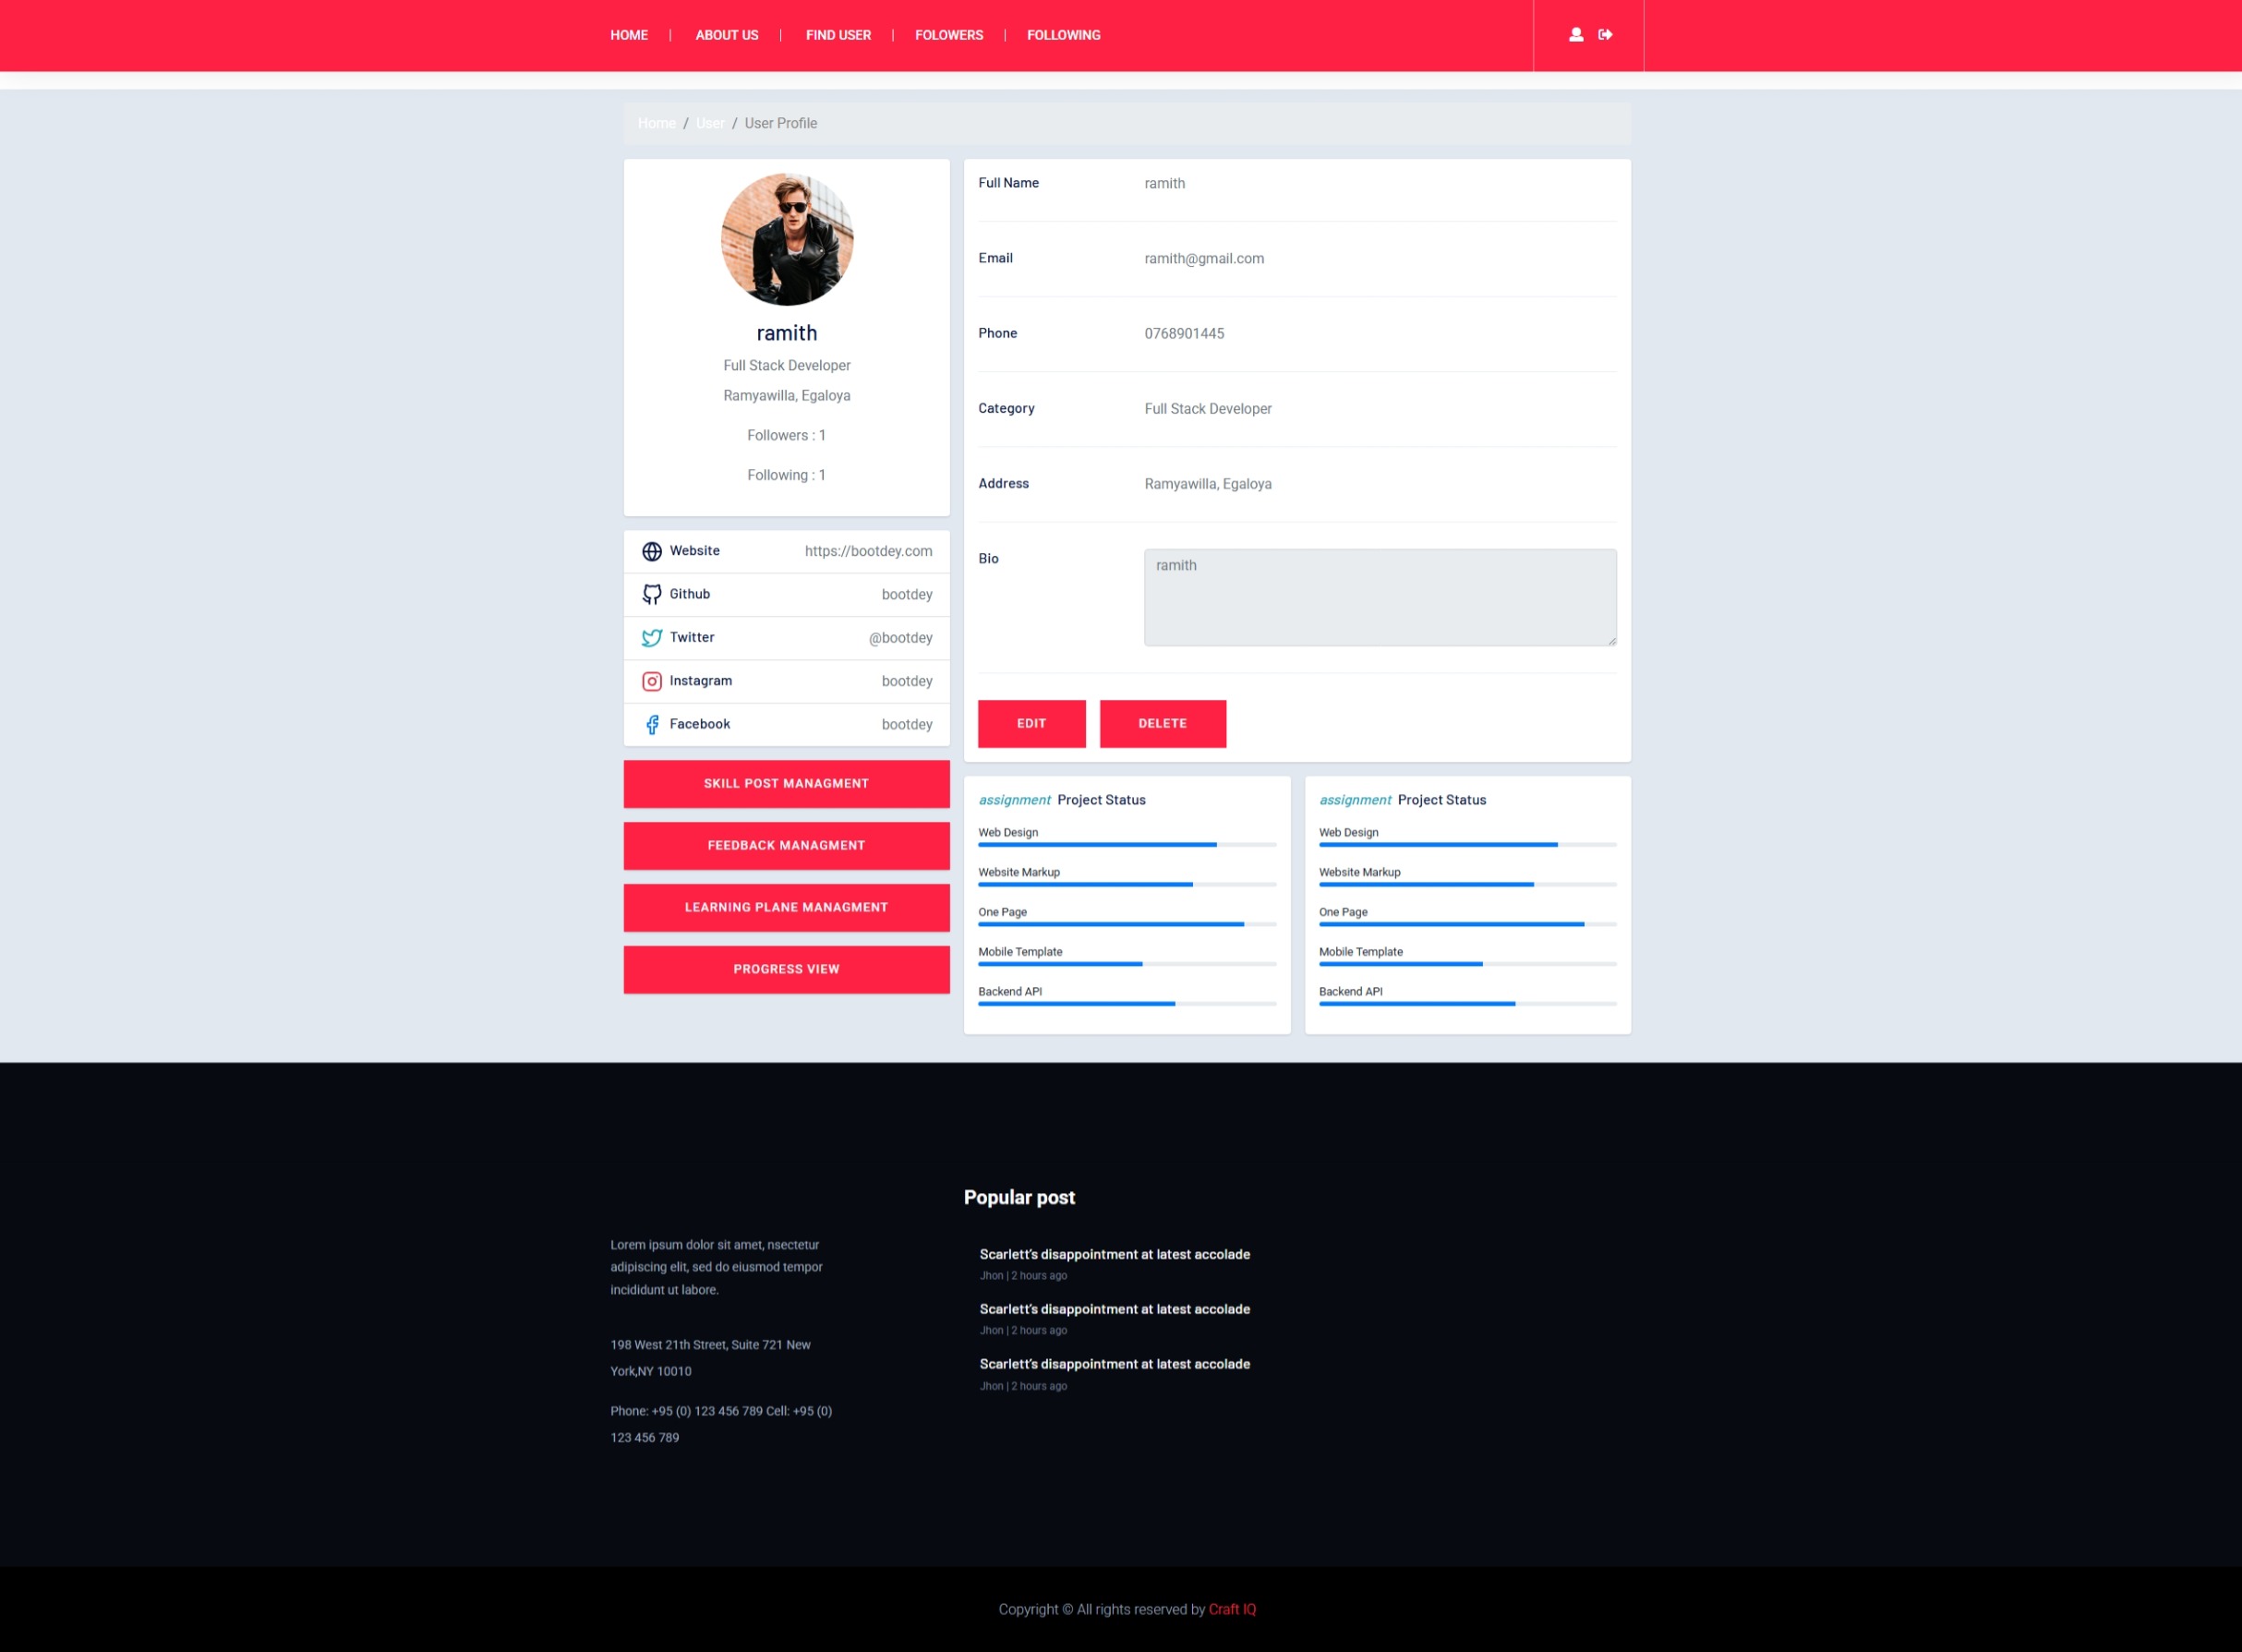 HOME | ABOUT US | FIND USER | FOLOWERS | FOLLOWING
Home / User / User Profile
ramith
Full Stack Developer
Ramyawilla, Egaloya
Followers : 1
Following : 1
Website https://bootdey.com
Github bootdey
Twitter @bootdey
Instagram bootdey
Facebook bootdey
SKILL POST MANAGMENT
FEEDBACK MANAGMENT
LEARNING PLANE MANAGMENT
PROGRESS VIEW
Full Name ramith
Email ramith@gmail.com
Phone 0768901445
Category Full Stack Developer
Address Ramyawilla, Egaloya
Bio ramith
EDIT DELETE
assignment Project Status
Web Design
Website Markup
One Page
Mobile Template
Backend API
assignment Project Status
Web Design
Website Markup
One Page
Mobile Template
Backend API
Lorem ipsum dolor sit amet, nsectetur
adipiscing elit, sed do eiusmod tempor
incididunt ut labore.
198 West 21th Street, Suite 721 New
York,NY 10010
Phone: +95 (0) 123 456 789 Cell: +95 (0)
123 456 789
Popular post
Scarlett’s disappointment at latest accolade
Jhon | 2 hours ago
Scarlett’s disappointment at latest accolade
Jhon | 2 hours ago
Scarlett’s disappointment at latest accolade
Jhon | 2 hours ago
Copyright © All rights reserved by Craft IQ